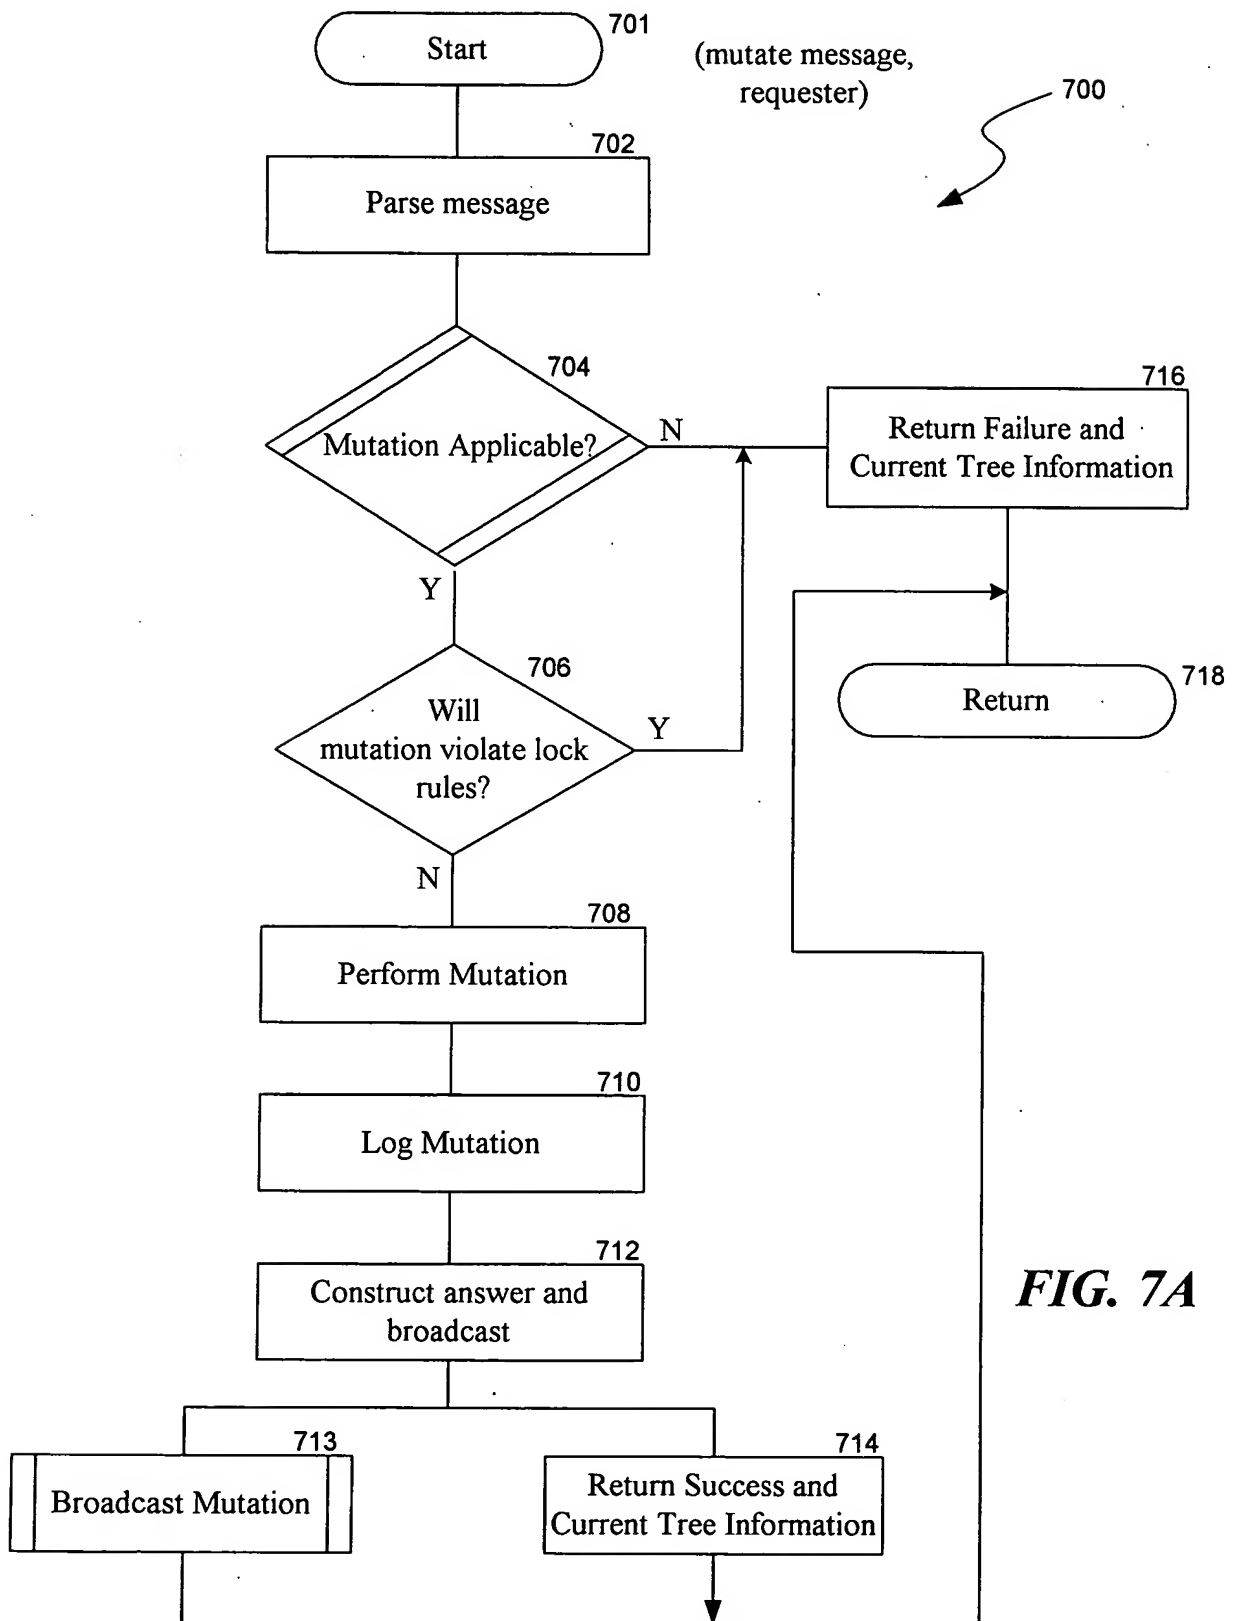 701
Start
(mutate message,
requester)
700
702
Parse message
704
Mutation Applicable?
N
Y
716
Return Failure and
Current Tree Information
706
Will
mutation violate lock
rules?
Y
N
718
Return
708
Perform Mutation
710
Log Mutation
712
Construct answer and
broadcast
FIG. 7A
713
Broadcast Mutation
714
Return Success and
Current Tree Information